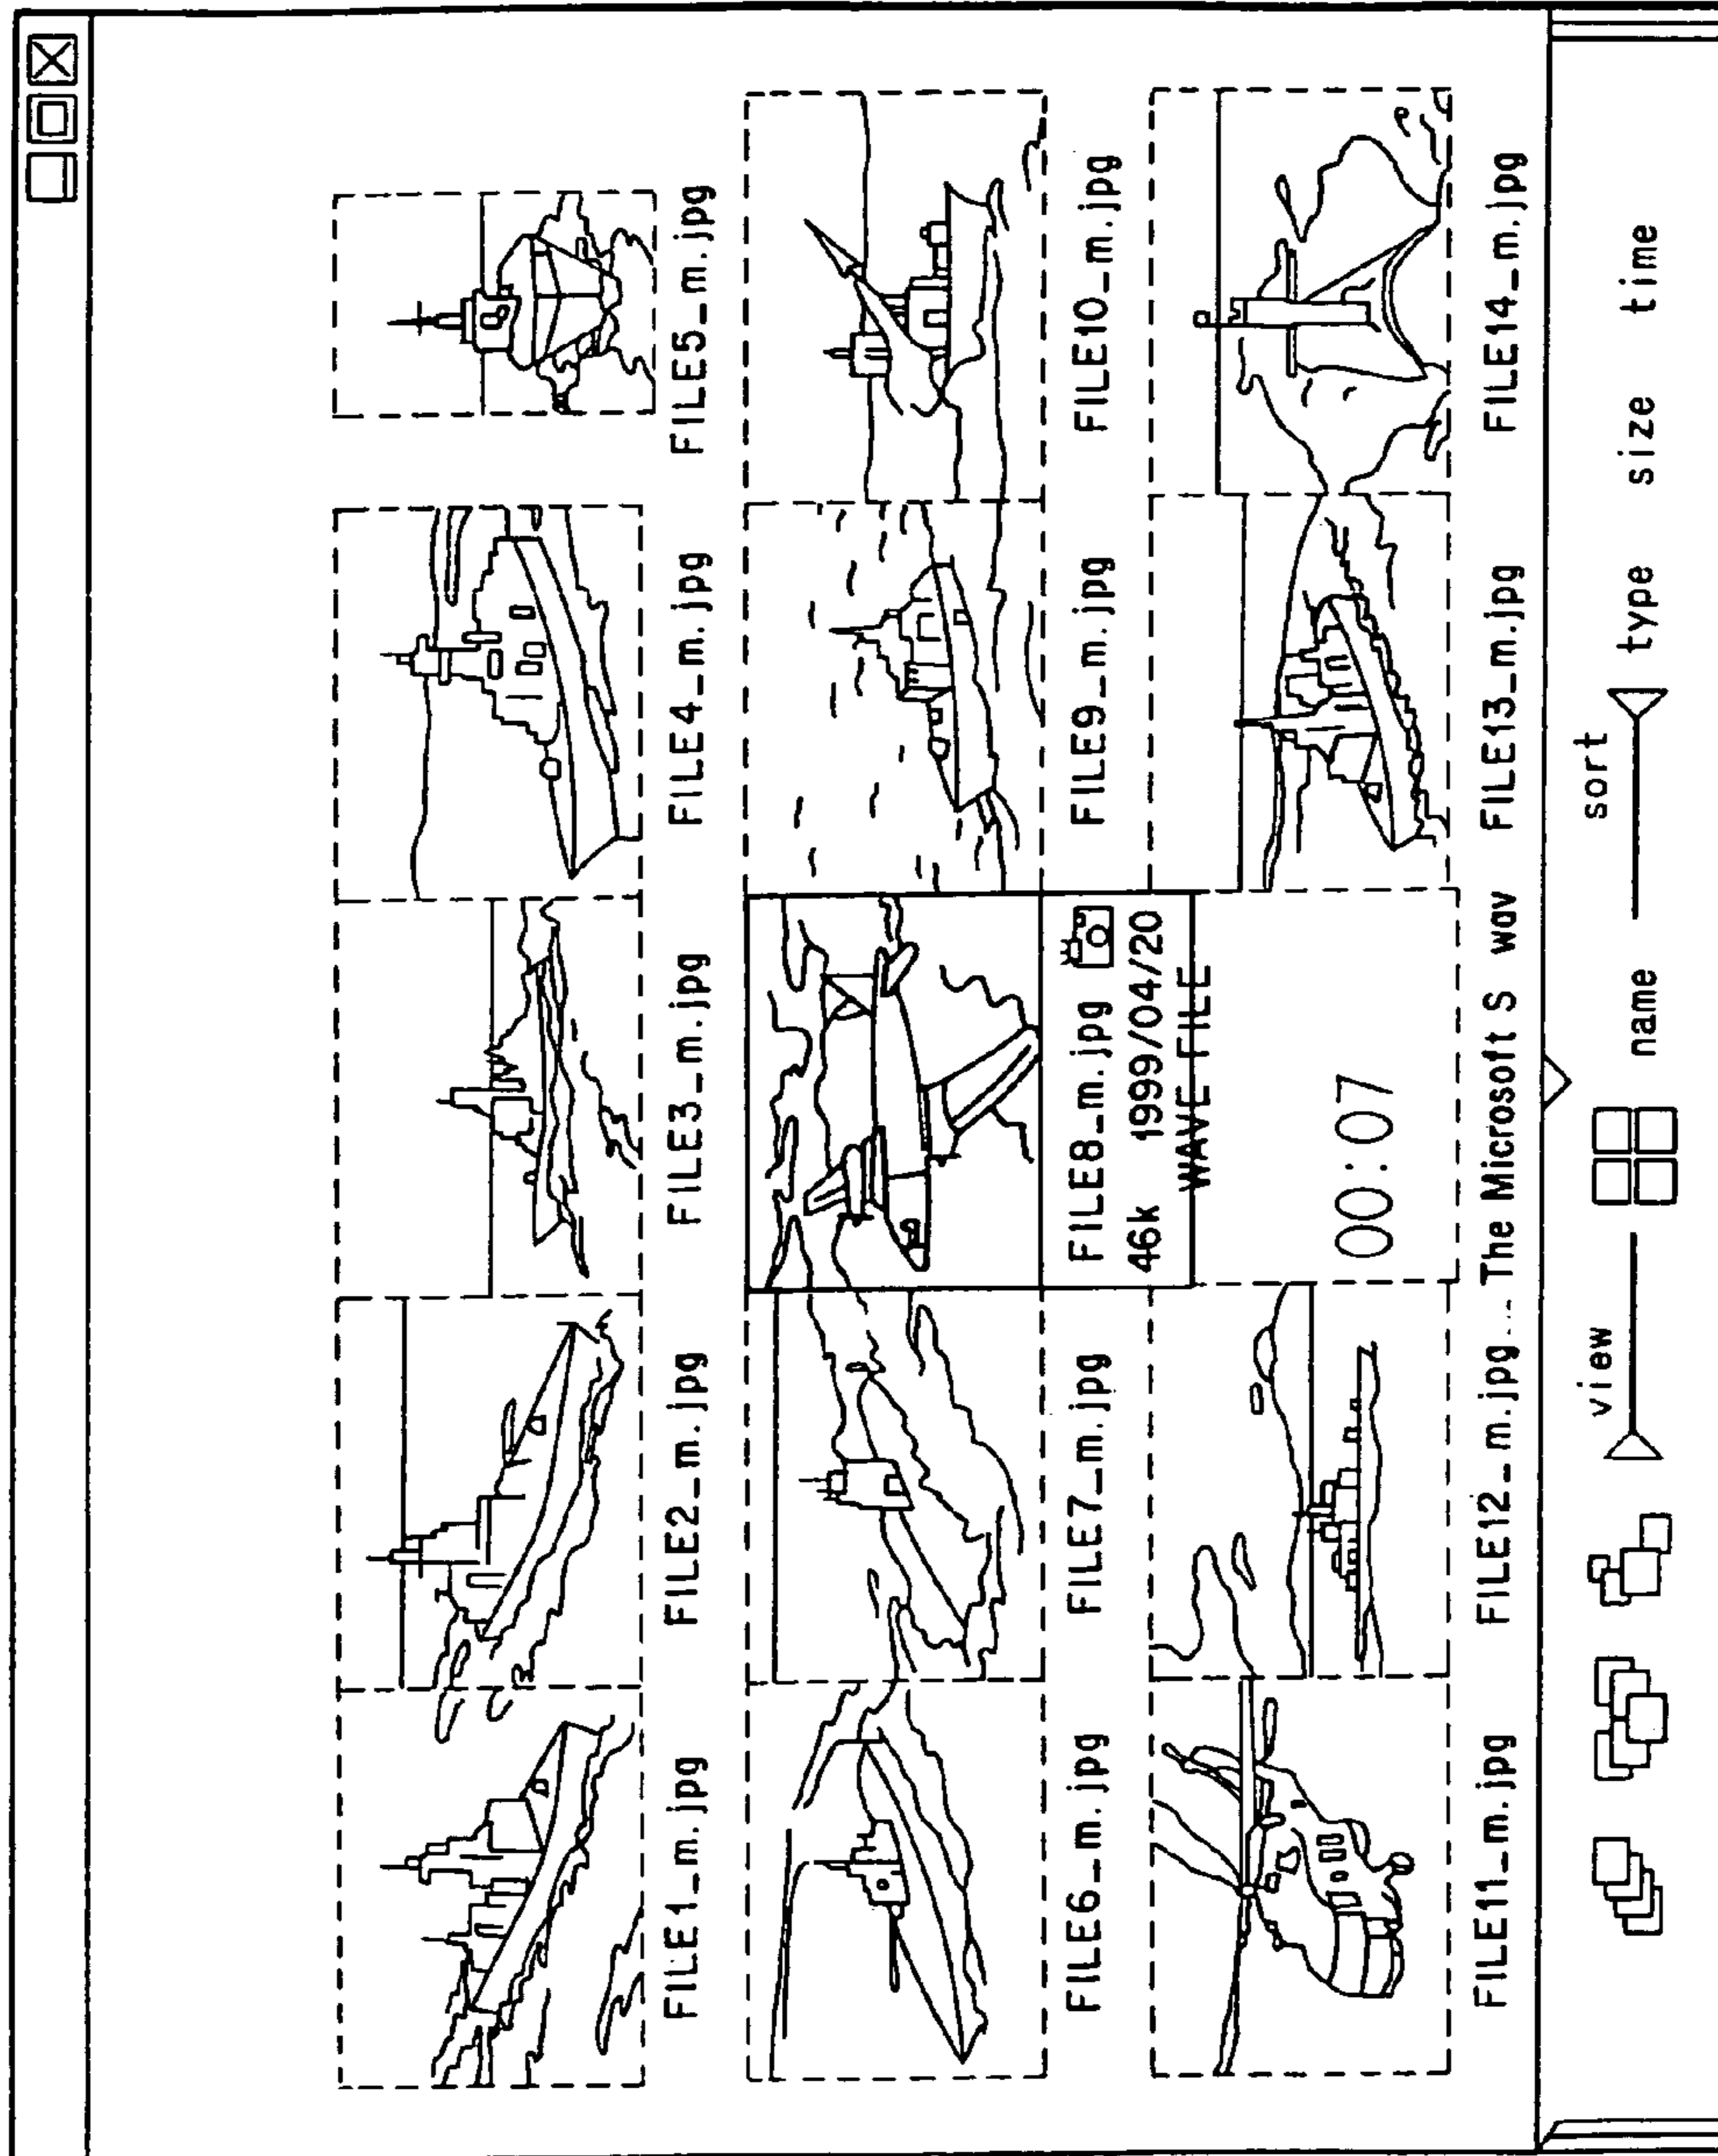 FILE1_m.jpg FILE2_m.jpg FILE3_m.jpg FILE4_m.jpg FILE5_m.jpg
FILE6_m.jpg FILE7_m.jpg FILE8_m.jpg FILE9_m.jpg FILE10_m.jpg
46k 1999/04/20
WAVE FILE
00:07
FILE11_m.jpg FILE12_m.jpg... The Microsoft S wav FILE13_m.jpg FILE14_m.jpg
view sort
name type size time